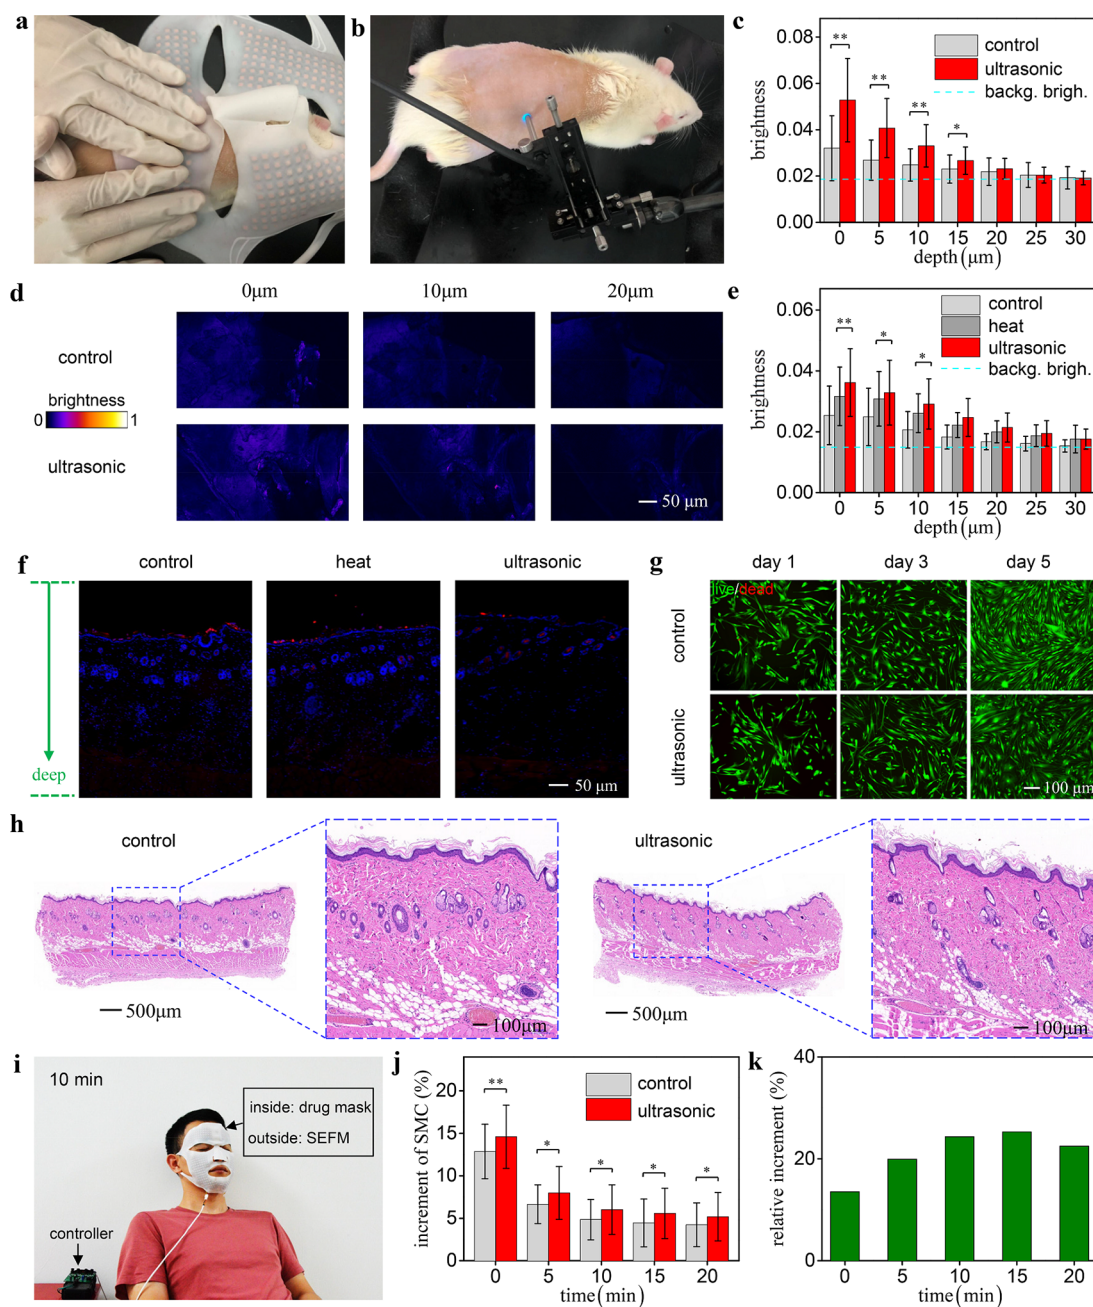 a
b
c
brightness
0.08
0.06
0.04
0.02
0.00
control
ultrasonic
backg. brigh.
**
**
**
*
0 5 10 15 20 25 30
depth(μm)
d
0μm 10μm 20μm
control
brightness
0 1
ultrasonic
50 μm
e
brightness
0.06
0.04
0.02
0.00
control
heat
ultrasonic
backg. brigh.
**
*
*
0 5 10 15 20 25 30
depth(μm)
f
control heat ultrasonic
deep
50 μm
g
day 1 day 3 day 5
live/dead
control
ultrasonic
100 μm
h
control
500μm
100μm
ultrasonic
500μm
100μm
i
10 min
inside: drug mask
outside: SEFM
controller
j
increment of SMC (%)
20
15
10
5
0
control
ultrasonic
**
*
*
*
*
0 5 10 15 20
time(min)
k
relative increment (%)
40
20
0
0 5 10 15 20
time(min)